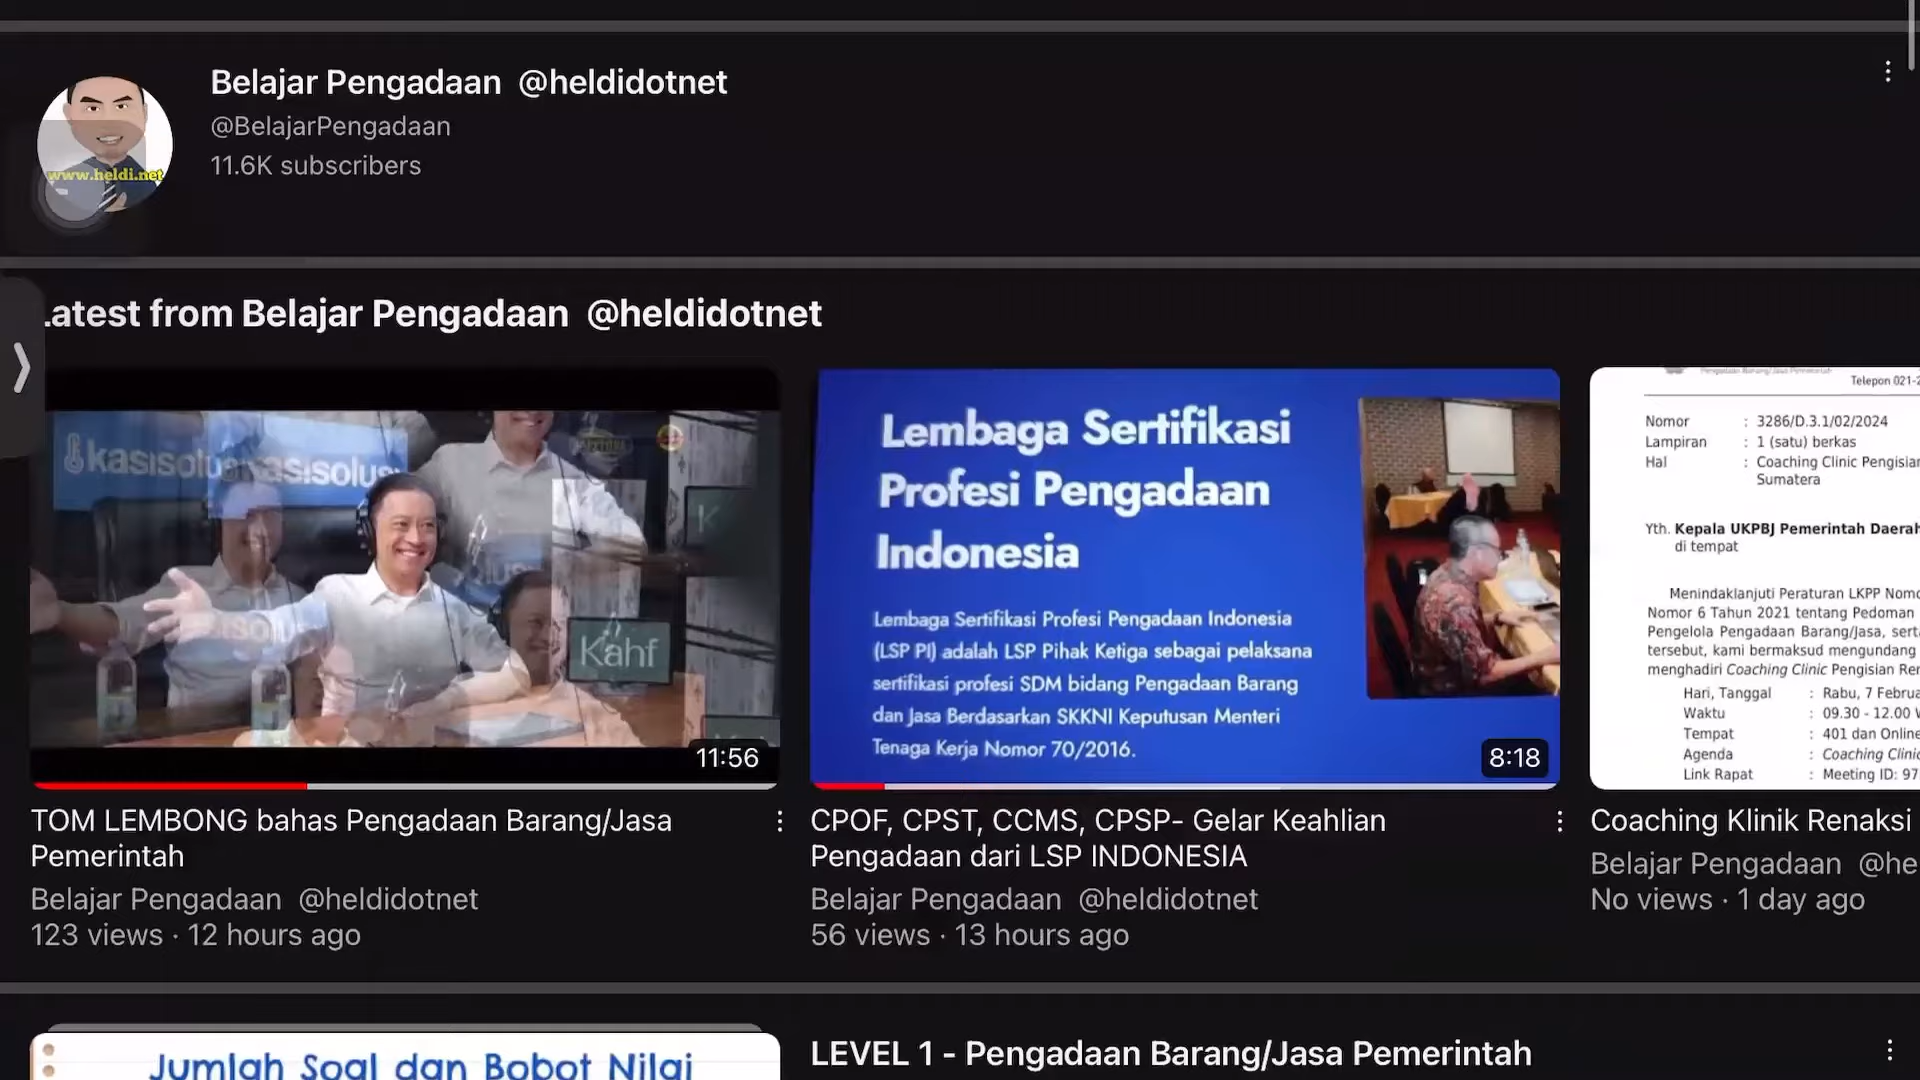 Belajar Pengadaan @heldidotnet
@BelajarPengadaan
11.6K subscribers
www.heldi.net
Latest from Belajar Pengadaan @heldidotnet
kasisolusi
Kahf
11:56
TOM LEMBONG bahas Pengadaan Barang/Jasa
Pemerintah
Belajar Pengadaan @heldidotnet
123 views · 12 hours ago
Lembaga Sertifikasi
Profesi Pengadaan
Indonesia
Lembaga Sertifikasi Profesi Pengadaan Indonesia
(LSP PI) adalah LSP Pihak Ketiga sebagai pelaksana
sertifikasi profesi SDM bidang Pengadaan Barang
dan Jasa Berdasarkan SKKNI Keputusan Menteri
Tenaga Kerja Nomor 70/2016.
8:18
CPOF, CPST, CCMS, CPSP- Gelar Keahlian
Pengadaan dari LSP INDONESIA
Belajar Pengadaan @heldidotnet
56 views · 13 hours ago
Pengadaan Barang/Jasa Pemerintah
Telepon 021-2
Nomor : 3286/D.3.1/02/2024
Lampiran : 1 (satu) berkas
Hal : Coaching Clinic Pengisian
Sumatera
Yth. Kepala UKPBJ Pemerintah Daerah
di tempat
Menindaklanjuti Peraturan LKPP Nomo
Nomor 6 Tahun 2021 tentang Pedoman
Pengelola Pengadaan Barang/Jasa, serta
tersebut, kami bermaksud mengundang
menghadiri Coaching Clinic Pengisian Ren
Hari, Tanggal : Rabu, 7 Februa
Waktu : 09.30 - 12.00 W
Tempat : 401 dan Online
Agenda : Coaching Clinic
Link Rapat : Meeting ID: 97
Coaching Klinik Renaksi
Belajar Pengadaan @he
No views · 1 day ago
Jumlah Soal dan Bobot Nilai
LEVEL 1 - Pengadaan Barang/Jasa Pemerintah